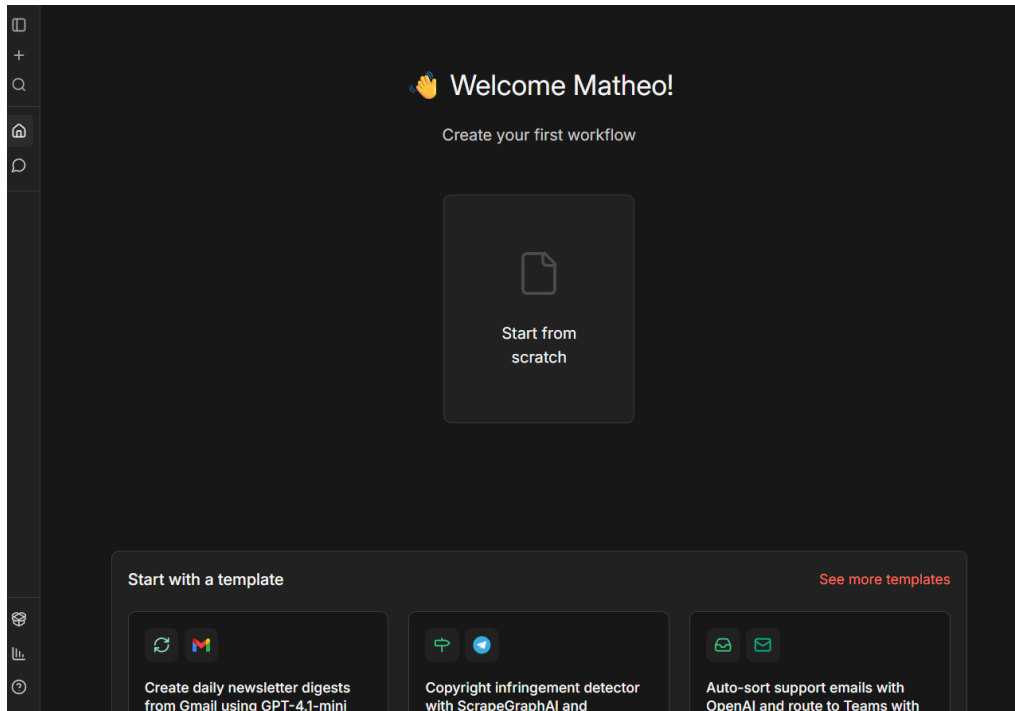 Welcome Matheo!
Create your first workflow
Start from
scratch
Start with a template
See more templates
Create daily newsletter digests
from Gmail using GPT-4.1-mini
Copyright infringement detector
with ScrapeGraphAI and
Auto-sort support emails with
OpenAI and route to Teams with